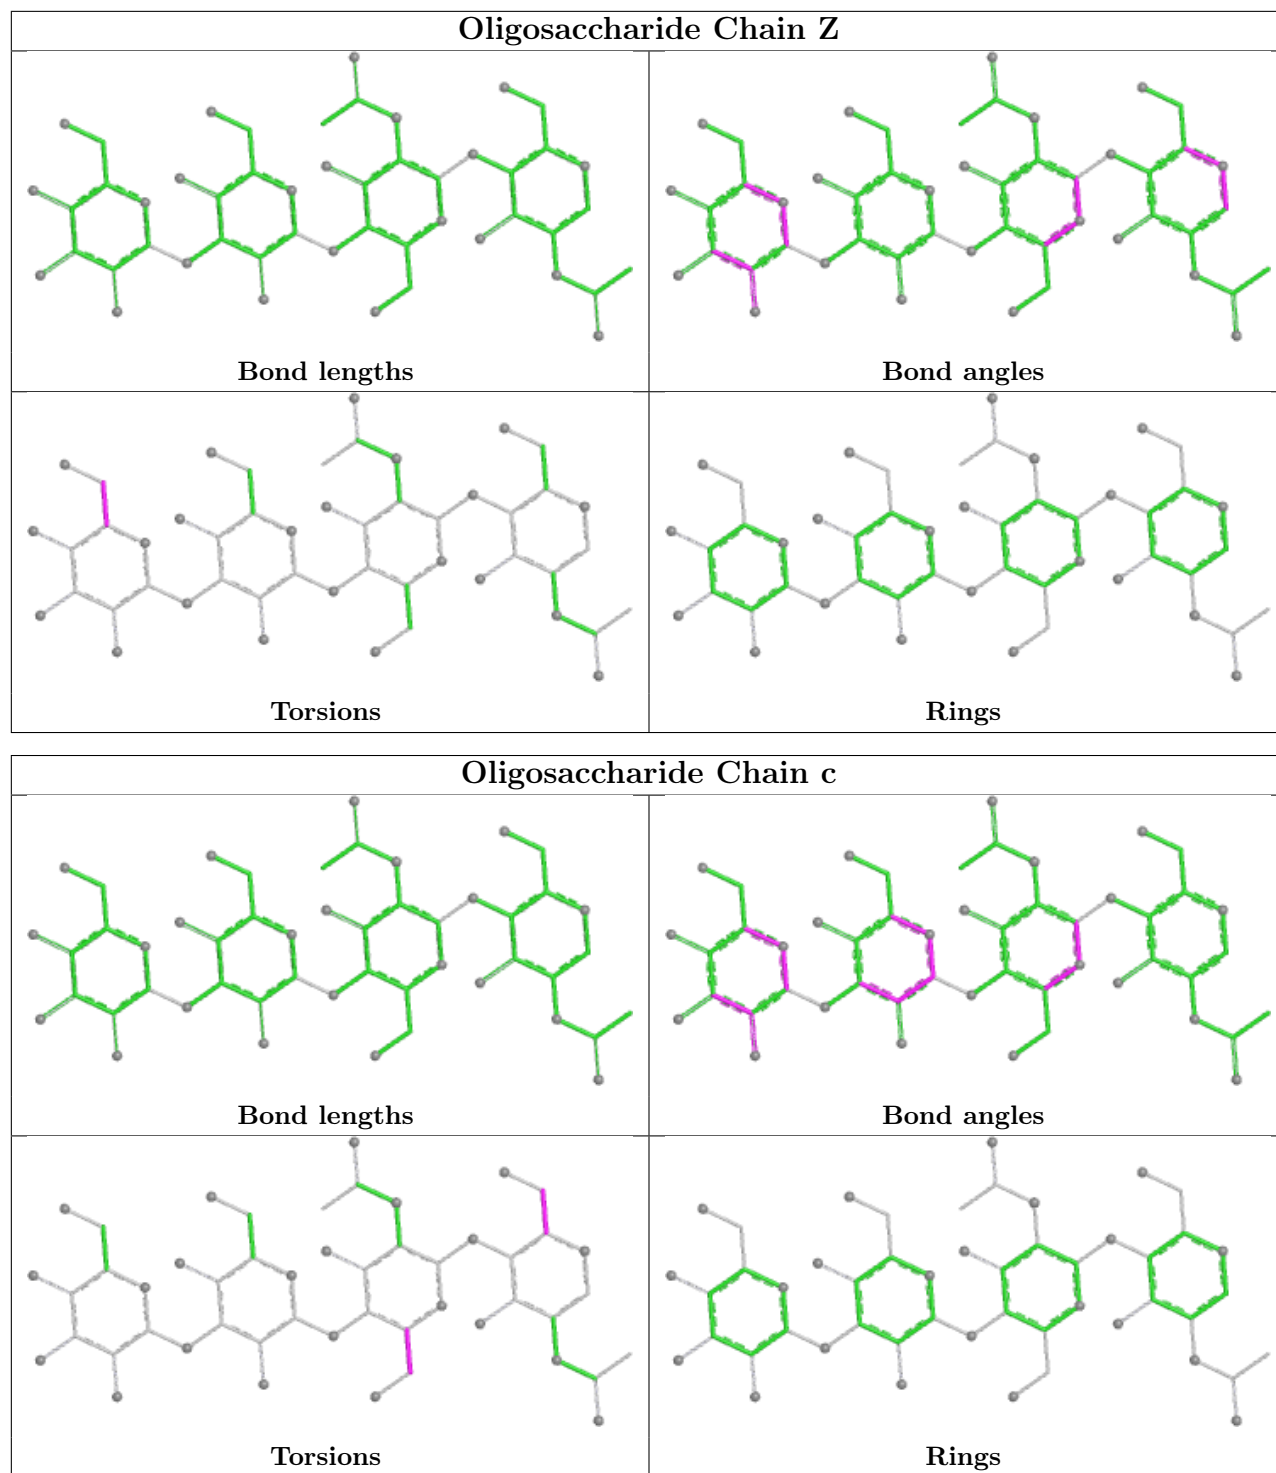 Oligosaccharide Chain Z
Bond lengths
Bond angles
Torsions
Rings
Oligosaccharide Chain c
Bond lengths
Bond angles
Torsions
Rings